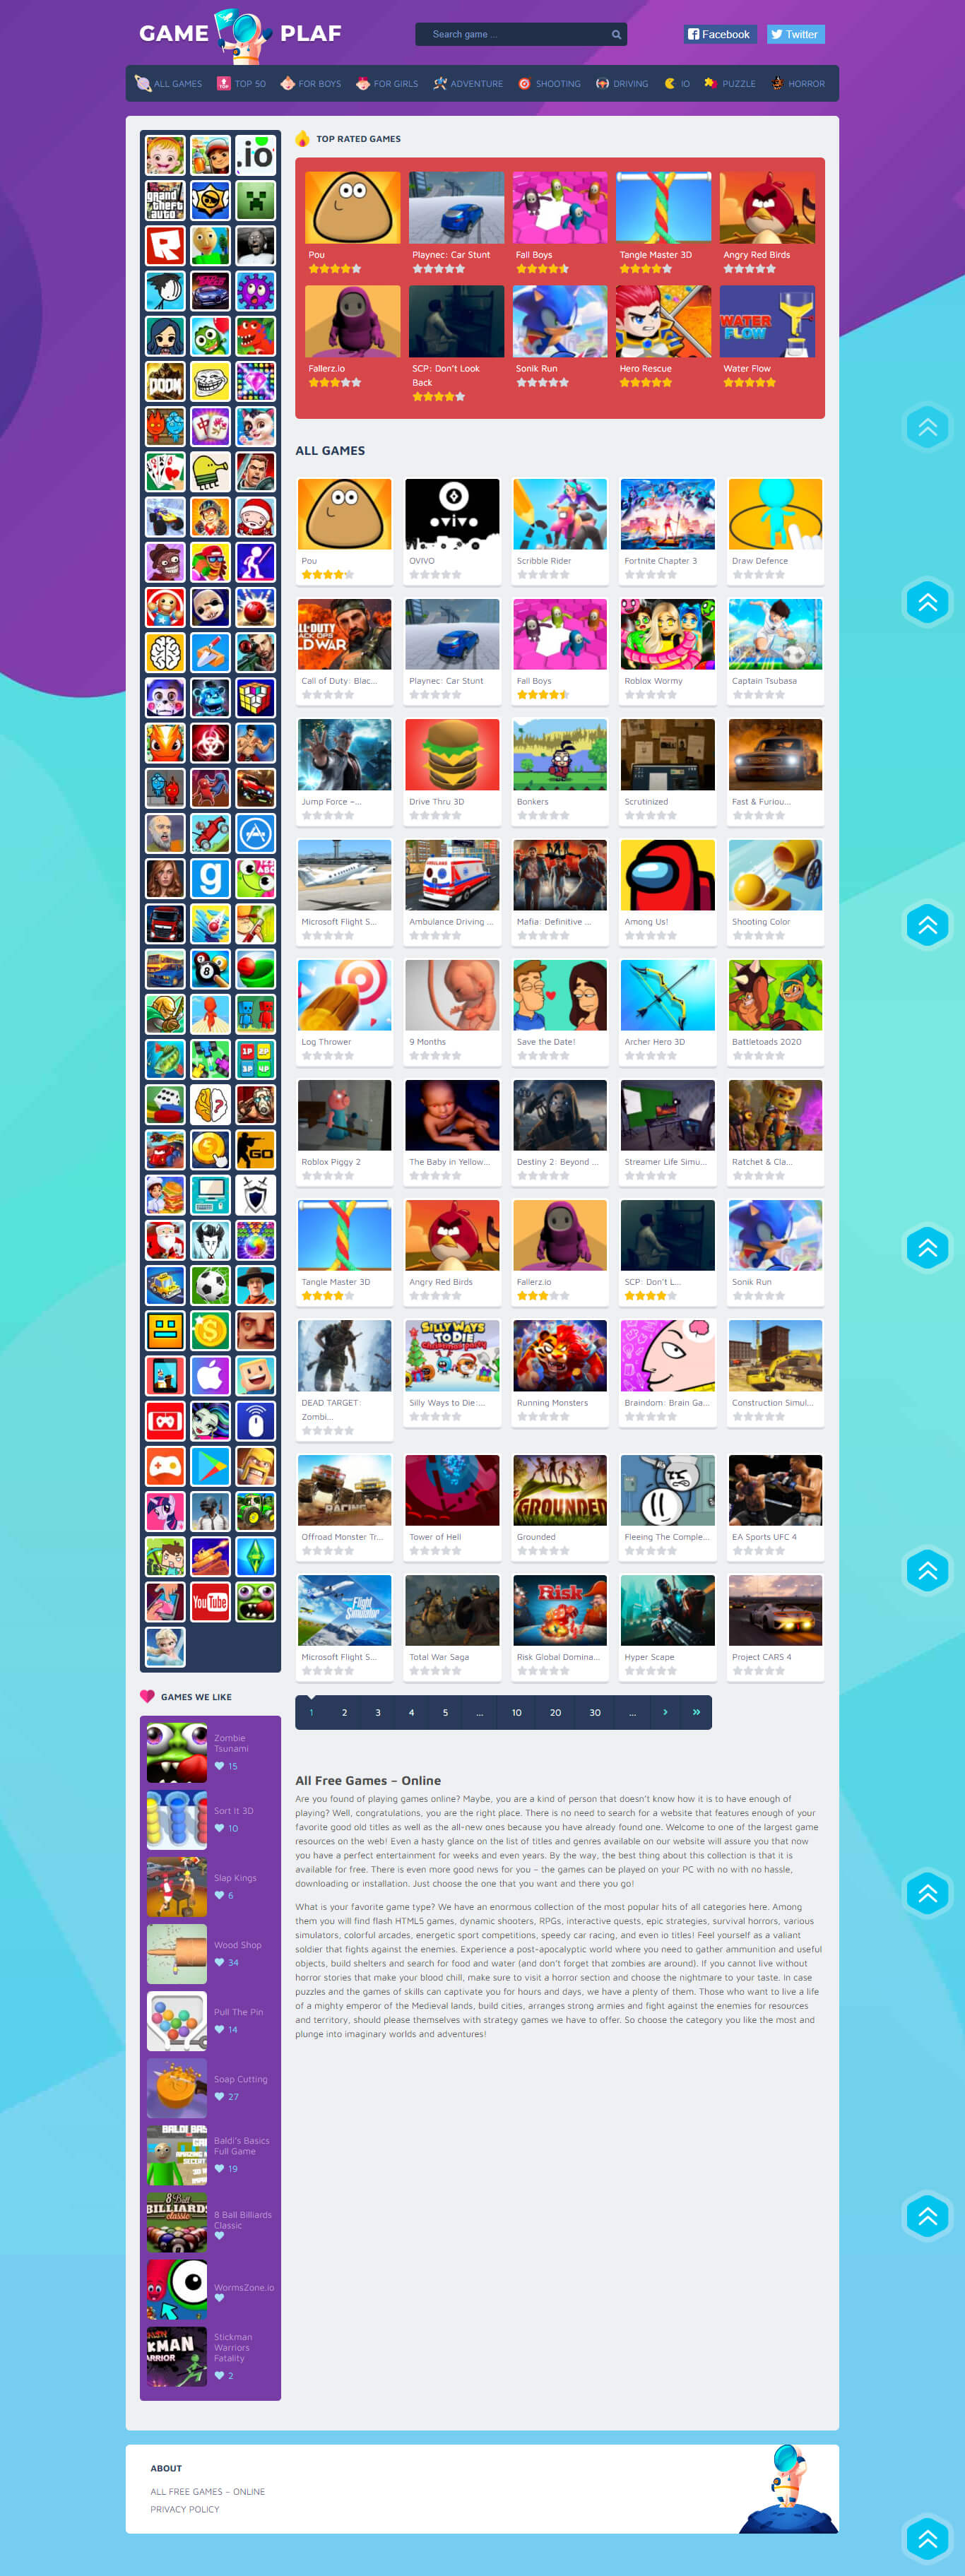 GAME PLAF
Search game ...
Facebook
Twitter
ALL GAMES
TOP 50
FOR BOYS
FOR GIRLS
ADVENTURE
SHOOTING
DRIVING
IO
PUZZLE
HORROR
TOP RATED GAMES
Pou
Playnec: Car Stunt
Fall Boys
Tangle Master 3D
Angry Red Birds
Fallerz.io
SCP: Don't Look
Back
Sonik Run
Hero Rescue
Water Flow
ALL GAMES
Pou
OVIVO
Scribble Rider
Fortnite Chapter 3
Draw Defence
Call of Duty: Blac...
Playnec: Car Stunt
Fall Boys
Roblox Wormy
Captain Tsubasa
Jump Force –...
Drive Thru 3D
Bonkers
Scrutinized
Fast & Furiou...
Microsoft Flight S...
Ambulance Driving ...
Mafia: Definitive ...
Among Us!
Shooting Color
Log Thrower
9 Months
Save the Date!
Archer Hero 3D
Battletoads 2020
Roblox Piggy 2
The Baby in Yellow...
Destiny 2: Beyond ...
Streamer Life Simu...
Ratchet & Cla...
Tangle Master 3D
Angry Red Birds
Fallerz.io
SCP: Don't L...
Sonik Run
DEAD TARGET:
Zombi...
Silly Ways to Die:...
Running Monsters
Braindom: Brain Ga...
Construction Simul...
Offroad Monster Tr...
Tower of Hell
Grounded
Fleeing The Comple...
EA Sports UFC 4
Microsoft Flight S...
Total War Saga
Risk Global Domina...
Hyper Scape
Project CARS 4
1 2 3 4 5 ... 10 20 30 ... › »
GAMES WE LIKE
Zombie
Tsunami
15
Sort It 3D
10
Slap Kings
6
Wood Shop
34
Pull The Pin
14
Soap Cutting
27
Baldi's Basics
Full Game
19
8 Ball Billiards
Classic
WormsZone.io
Stickman
Warriors
Fatality
2
All Free Games – Online
Are you found of playing games online? Maybe, you are a kind of person that doesn't know how it is to have enough of
playing? Well, congratulations, you are the right place. There is no need to search for a website that features enough of your
favorite good old titles as well as the all-new ones because you have already found one. Welcome to one of the largest game
resources on the web! Even a hasty glance on the list of titles and genres available on our website will assure you that now
you have a perfect entertainment for weeks and even years. By the way, the best thing about this collection is that it is
available for free. There is even more good news for you – the games can be played on your PC with no with no hassle,
downloading or installation. Just choose the one that you want and there you go!
What is your favorite game type? We have an enormous collection of the most popular hits of all categories here. Among
them you will find flash HTML5 games, dynamic shooters, RPGs, interactive quests, epic strategies, survival horrors, various
simulators, colorful arcades, energetic sport competitions, speedy car racing, and even io titles! Feel yourself as a valiant
soldier that fights against the enemies. Experience a post-apocalyptic world where you need to gather ammunition and useful
objects, build shelters and search for food and water (and don't forget that zombies are around). If you cannot live without
horror stories that make your blood chill, make sure to visit a horror section and choose the nightmare to your taste. In case
puzzles and the games of skills can captivate you for hours and days, we have a plenty of them. Those who want to live a life
of a mighty emperor of the Medieval lands, build cities, arranges strong armies and fight against the enemies for resources
and territory, should please themselves with strategy games we have to offer. So choose the category you like the most and
plunge into imaginary worlds and adventures!
ABOUT
ALL FREE GAMES – ONLINE
PRIVACY POLICY